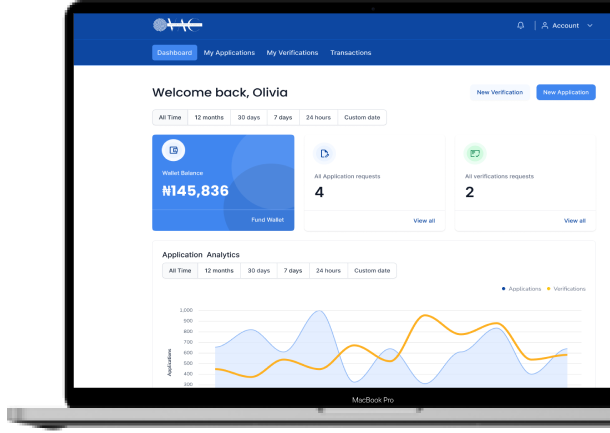 Account
Dashboard My Applications My Verifications Transactions
Welcome back, Olivia
New Verification New Application
All Time 12 months 30 days 7 days 24 hours Custom date
Wallet Balance
₦145,836
Fund Wallet
All Application requests
4
View all
All verifications requests
2
View all
Application Analytics
All Time 12 months 30 days 7 days 24 hours Custom date
Applications Verifications
1,000
900
800
700
600
500
400
300
Applications
MacBook Pro